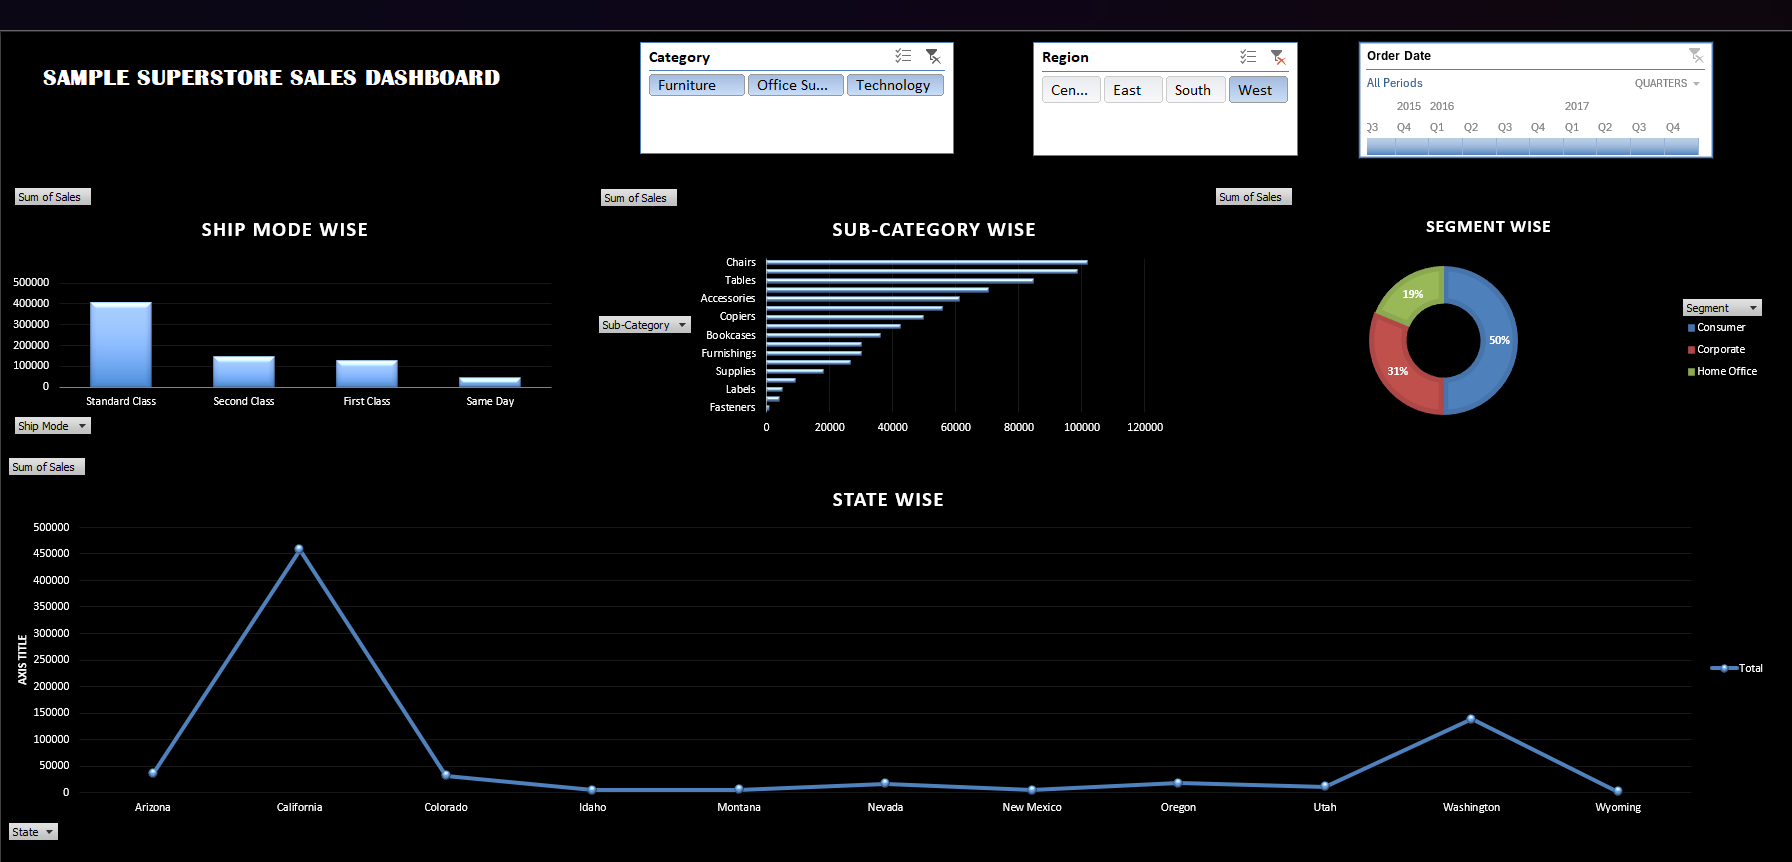 SAMPLE SUPERSTORE SALES DASHBOARD
Category
Furniture
Office Su...
Technology
Region
Cen...
East
South
West
Order Date
All Periods
QUARTERS
2015 2016 2017
Q3 Q4 Q1 Q2 Q3 Q4 Q1 Q2 Q3 Q4
Sum of Sales
SHIP MODE WISE
500000
400000
300000
200000
100000
0
Standard Class
Second Class
First Class
Same Day
Ship Mode
Sum of Sales
SUB-CATEGORY WISE
Sub-Category
Chairs
Tables
Accessories
Copiers
Bookcases
Furnishings
Supplies
Labels
Fasteners
0 20000 40000 60000 80000 100000 120000
Sum of Sales
SEGMENT WISE
19%
50%
31%
Segment
Consumer
Corporate
Home Office
Sum of Sales
STATE WISE
AXIS TITLE
500000
450000
400000
350000
300000
250000
200000
150000
100000
50000
0
Arizona California Colorado Idaho Montana Nevada New Mexico Oregon Utah Washington Wyoming
Total
State